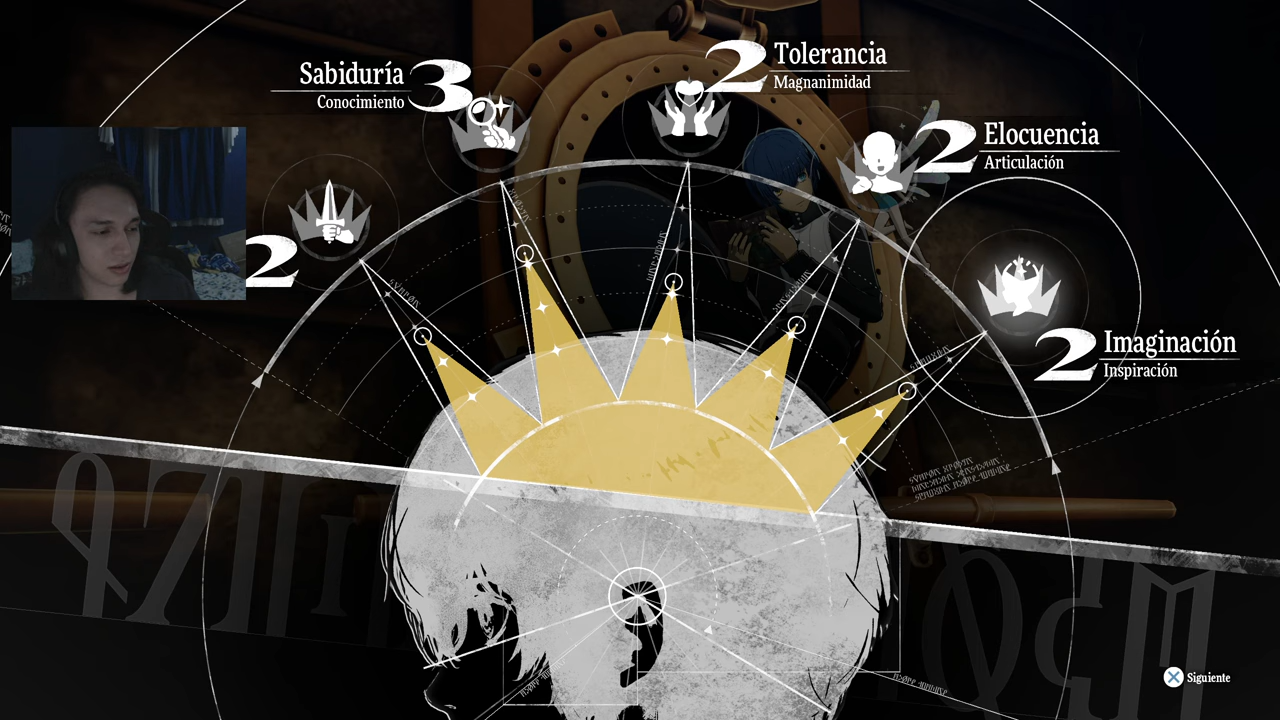 Sabiduría
Conocimiento
3
2
Tolerancia
Magnanimidad
2
Elocuencia
Articulación
2
2
Imaginación
Inspiración
Siguiente